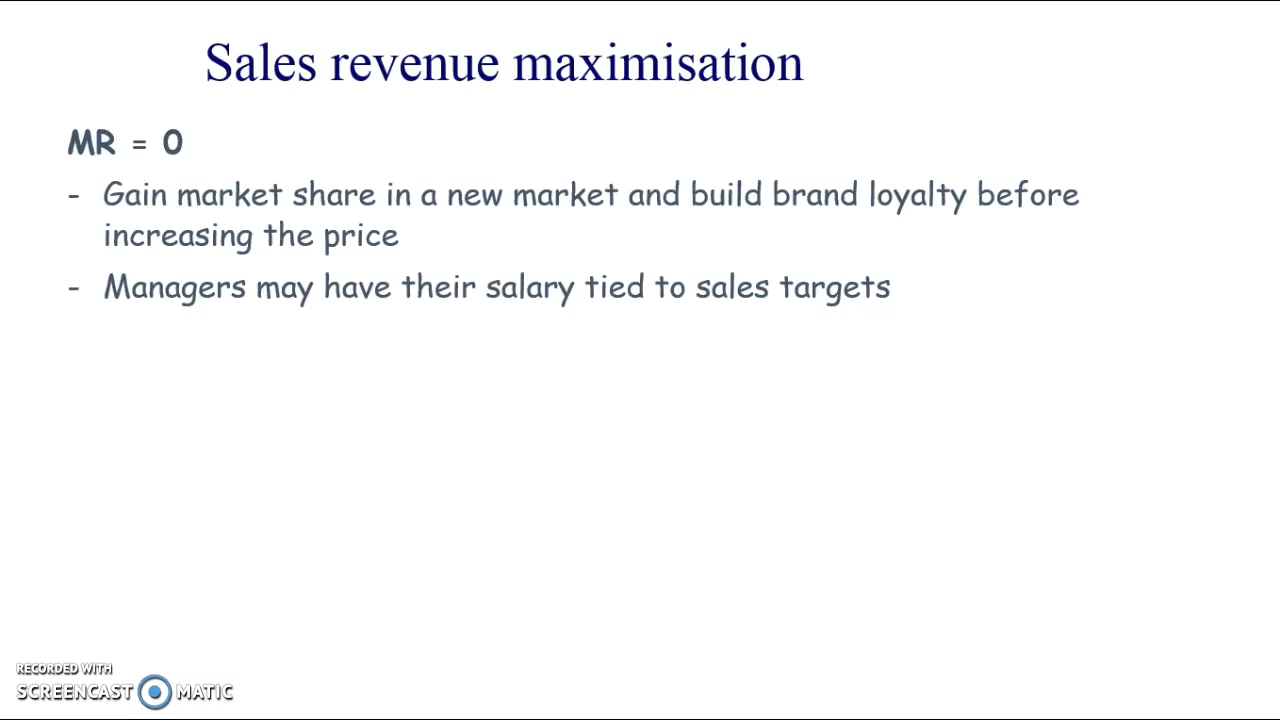 Sales revenue maximisation
MR = 0
- Gain market share in a new market and build brand loyalty before
increasing the price
- Managers may have their salary tied to sales targets
RECORDED WITH
SCREENCAST MATIC